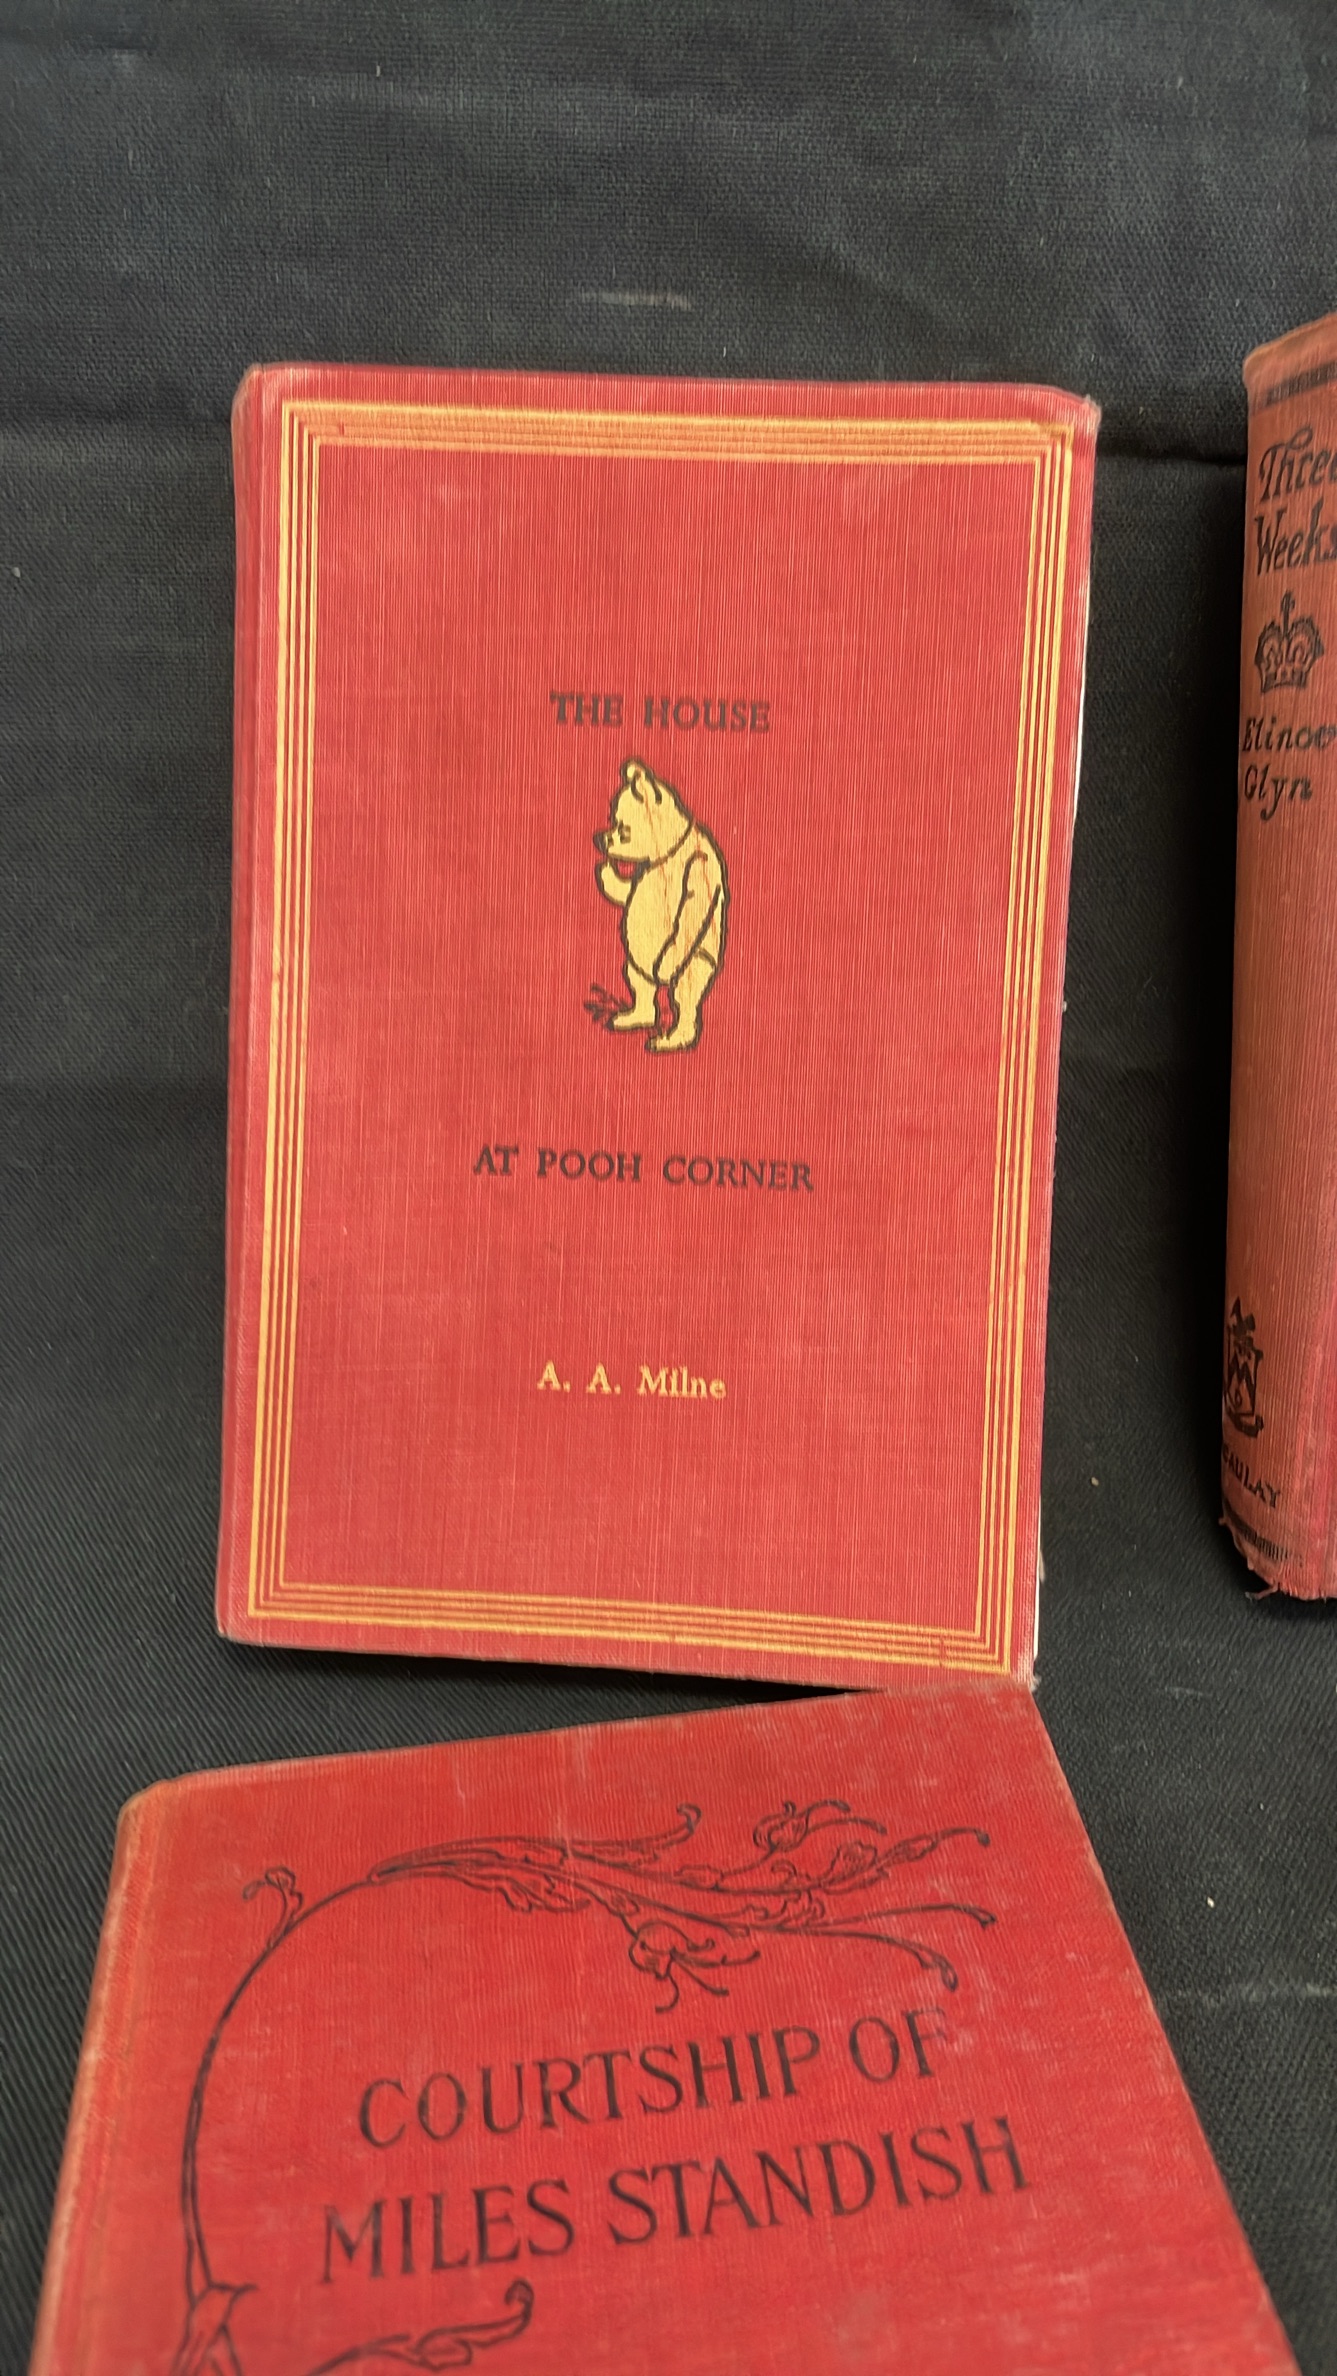 THE HOUSE
AT POOH CORNER
A. A. Milne
Three
Weeks
Elinor
Glyn
COURTSHIP OF
MILES STANDISH